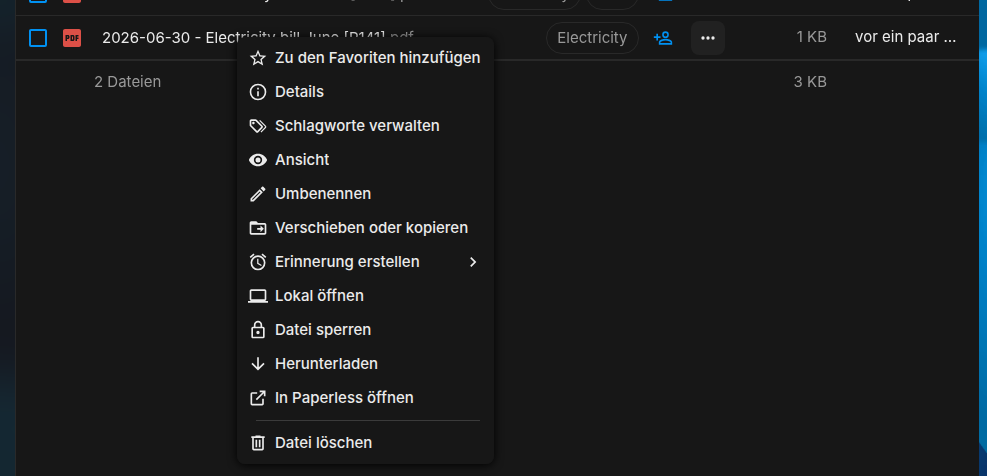 PDF 2026-06-30 - Electricity bill June [P141].pdf Electricity ... 1 KB vor ein paar ...
2 Dateien 3 KB
Zu den Favoriten hinzufügen
Details
Schlagworte verwalten
Ansicht
Umbenennen
Verschieben oder kopieren
Erinnerung erstellen
Lokal öffnen
Datei sperren
Herunterladen
In Paperless öffnen
Datei löschen